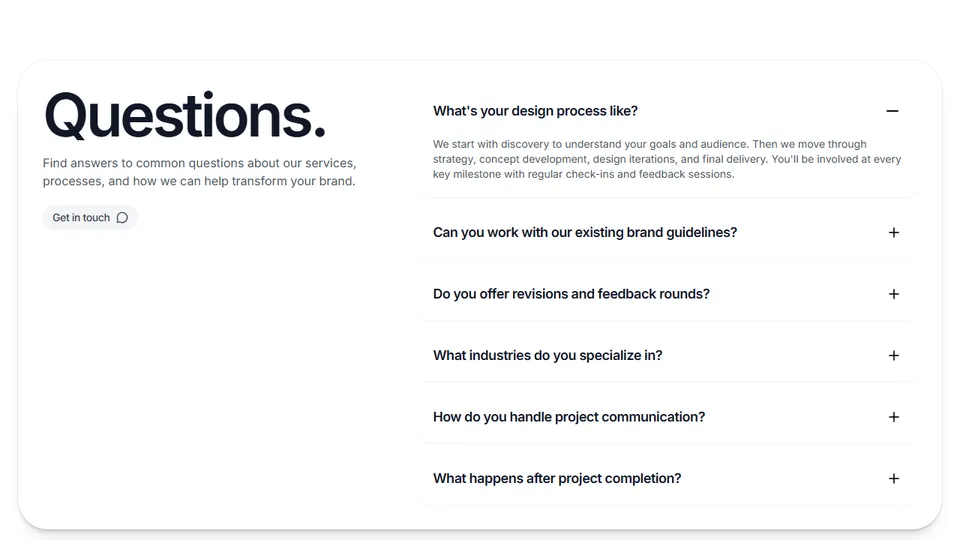 Questions.
Find answers to common questions about our services,
processes, and how we can help transform your brand.
Get in touch
What's your design process like?
We start with discovery to understand your goals and audience. Then we move through
strategy, concept development, design iterations, and final delivery. You'll be involved at every
key milestone with regular check-ins and feedback sessions.
Can you work with our existing brand guidelines?
Do you offer revisions and feedback rounds?
What industries do you specialize in?
How do you handle project communication?
What happens after project completion?